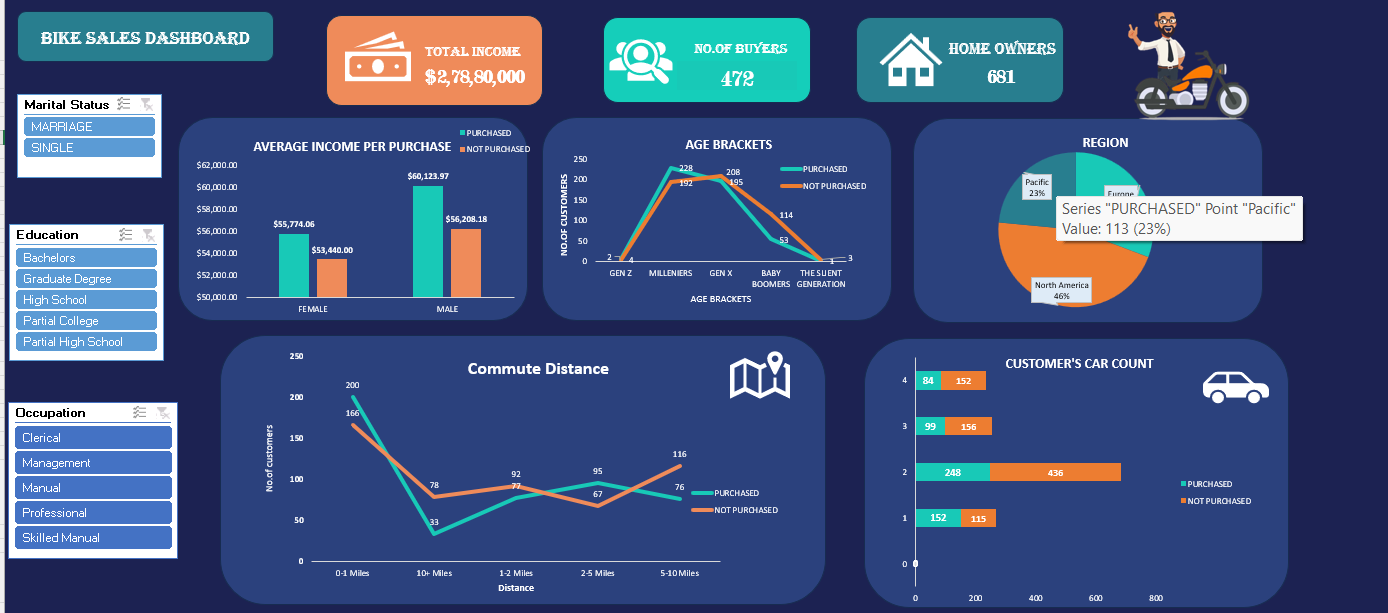 BIKE SALES DASHBOARD
TOTAL INCOME
$2,78,80,000
NO.OF BUYERS
472
HOME OWNERS
681
Marital Status
MARRIAGE
SINGLE
Education
Bachelors
Graduate Degree
High School
Partial College
Partial High School
Occupation
Clerical
Management
Manual
Professional
Skilled Manual
AVERAGE INCOME PER PURCHASE
PURCHASED
NOT PURCHASED
$62,000.00
$60,000.00
$58,000.00
$56,000.00
$54,000.00
$52,000.00
$50,000.00
$55,774.06
$53,440.00
$60,123.97
$56,208.18
FEMALE
MALE
AGE BRACKETS
NO.OF CUSTOMERS
250
200
150
100
50
0
2
4
228
192
208
195
114
53
1
3
PURCHASED
NOT PURCHASED
GEN Z
MILLENIERS
GEN X
BABY BOOMERS
THE SLIENT GENERATION
AGE BRACKETS
REGION
Pacific
23%
Europe
North America
46%
Series "PURCHASED" Point "Pacific"
Value: 113 (23%)
Commute Distance
No.of customers
250
200
150
100
50
0
200
166
78
33
92
77
95
67
116
76
PURCHASED
NOT PURCHASED
0-1 Miles
10+ Miles
1-2 Miles
2-5 Miles
5-10 Miles
Distance
CUSTOMER'S CAR COUNT
4
84
152
3
99
156
2
248
436
1
152
115
0
0
PURCHASED
NOT PURCHASED
0
200
400
600
800